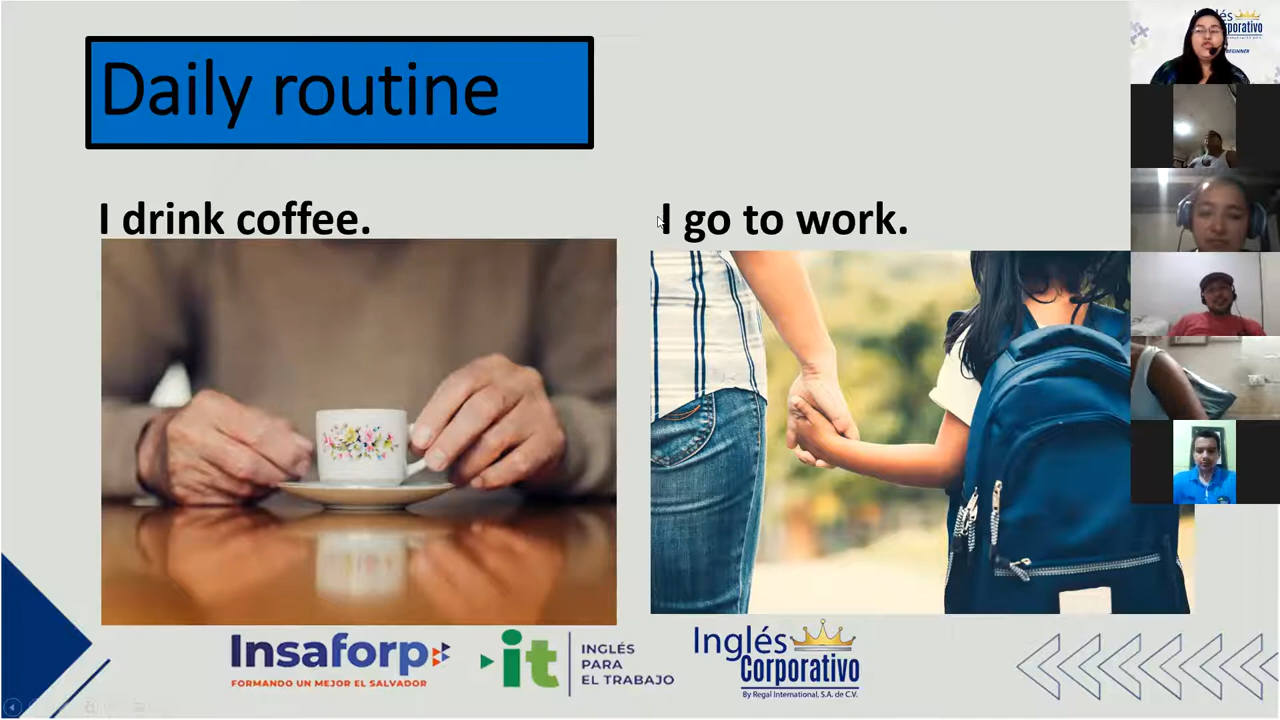 Daily routine
I drink coffee.
I go to work.
Insaforp
FORMANDO UN MEJOR EL SALVADOR
it
INGLÉS
PARA
EL TRABAJO
Inglés
Corporativo
By Regal International, S.A. de C.V.
BEGINNER